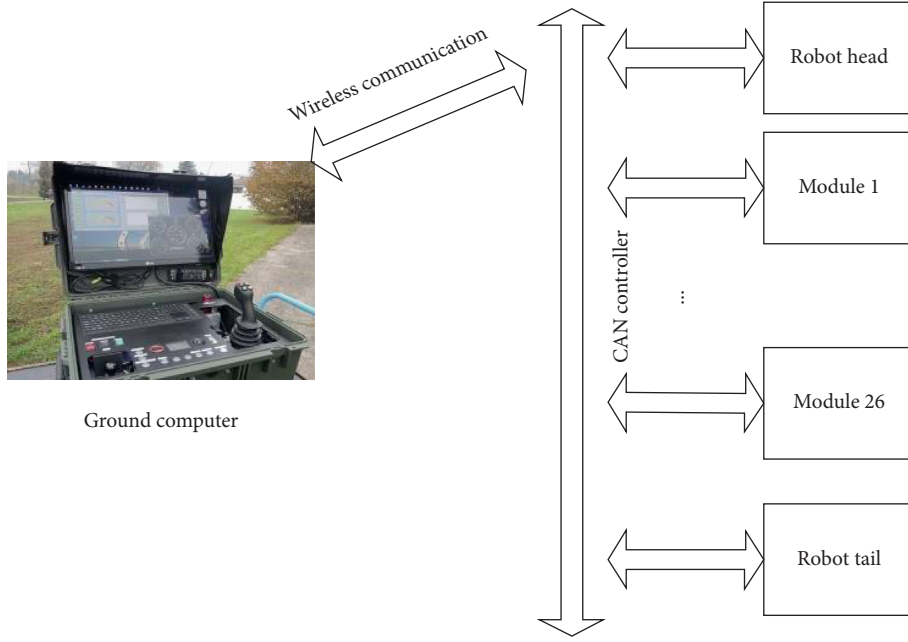 Wireless communication
Robot head
Module 1
CAN controller
...
Module 26
Ground computer
Robot tail